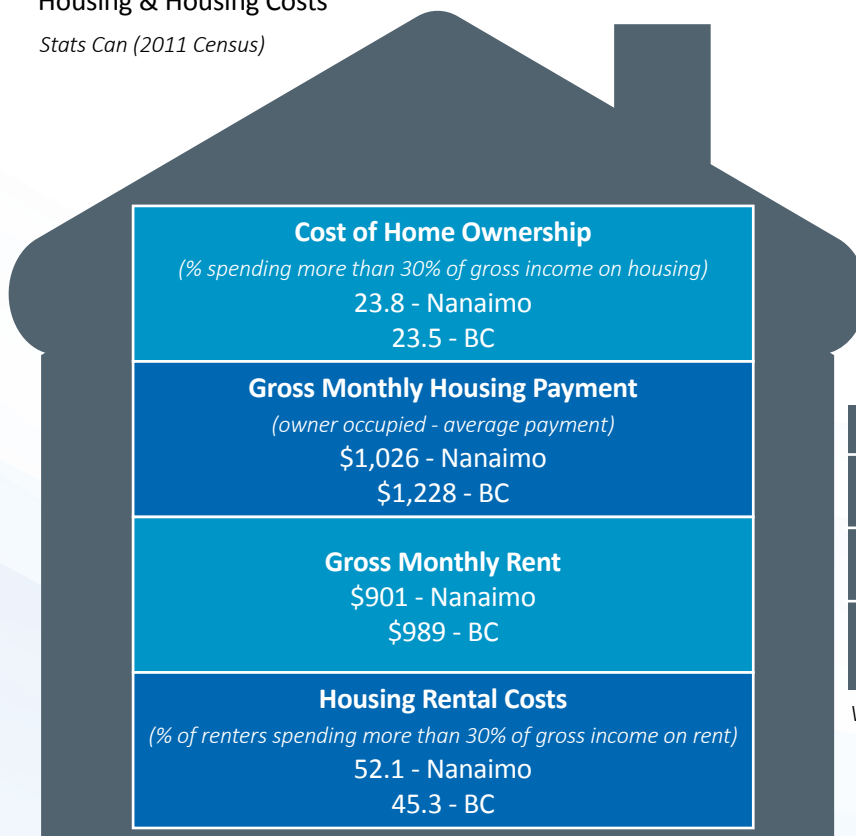 Housing & Housing Costs
Stats Can (2011 Census)
Cost of Home Ownership
(% spending more than 30% of gross income on housing)
23.8 - Nanaimo
23.5 - BC
Gross Monthly Housing Payment
(owner occupied - average payment)
$1,026 - Nanaimo
$1,228 - BC
Gross Monthly Rent
$901 - Nanaimo
$989 - BC
Housing Rental Costs
(% of renters spending more than 30% of gross income on rent)
52.1 - Nanaimo
45.3 - BC